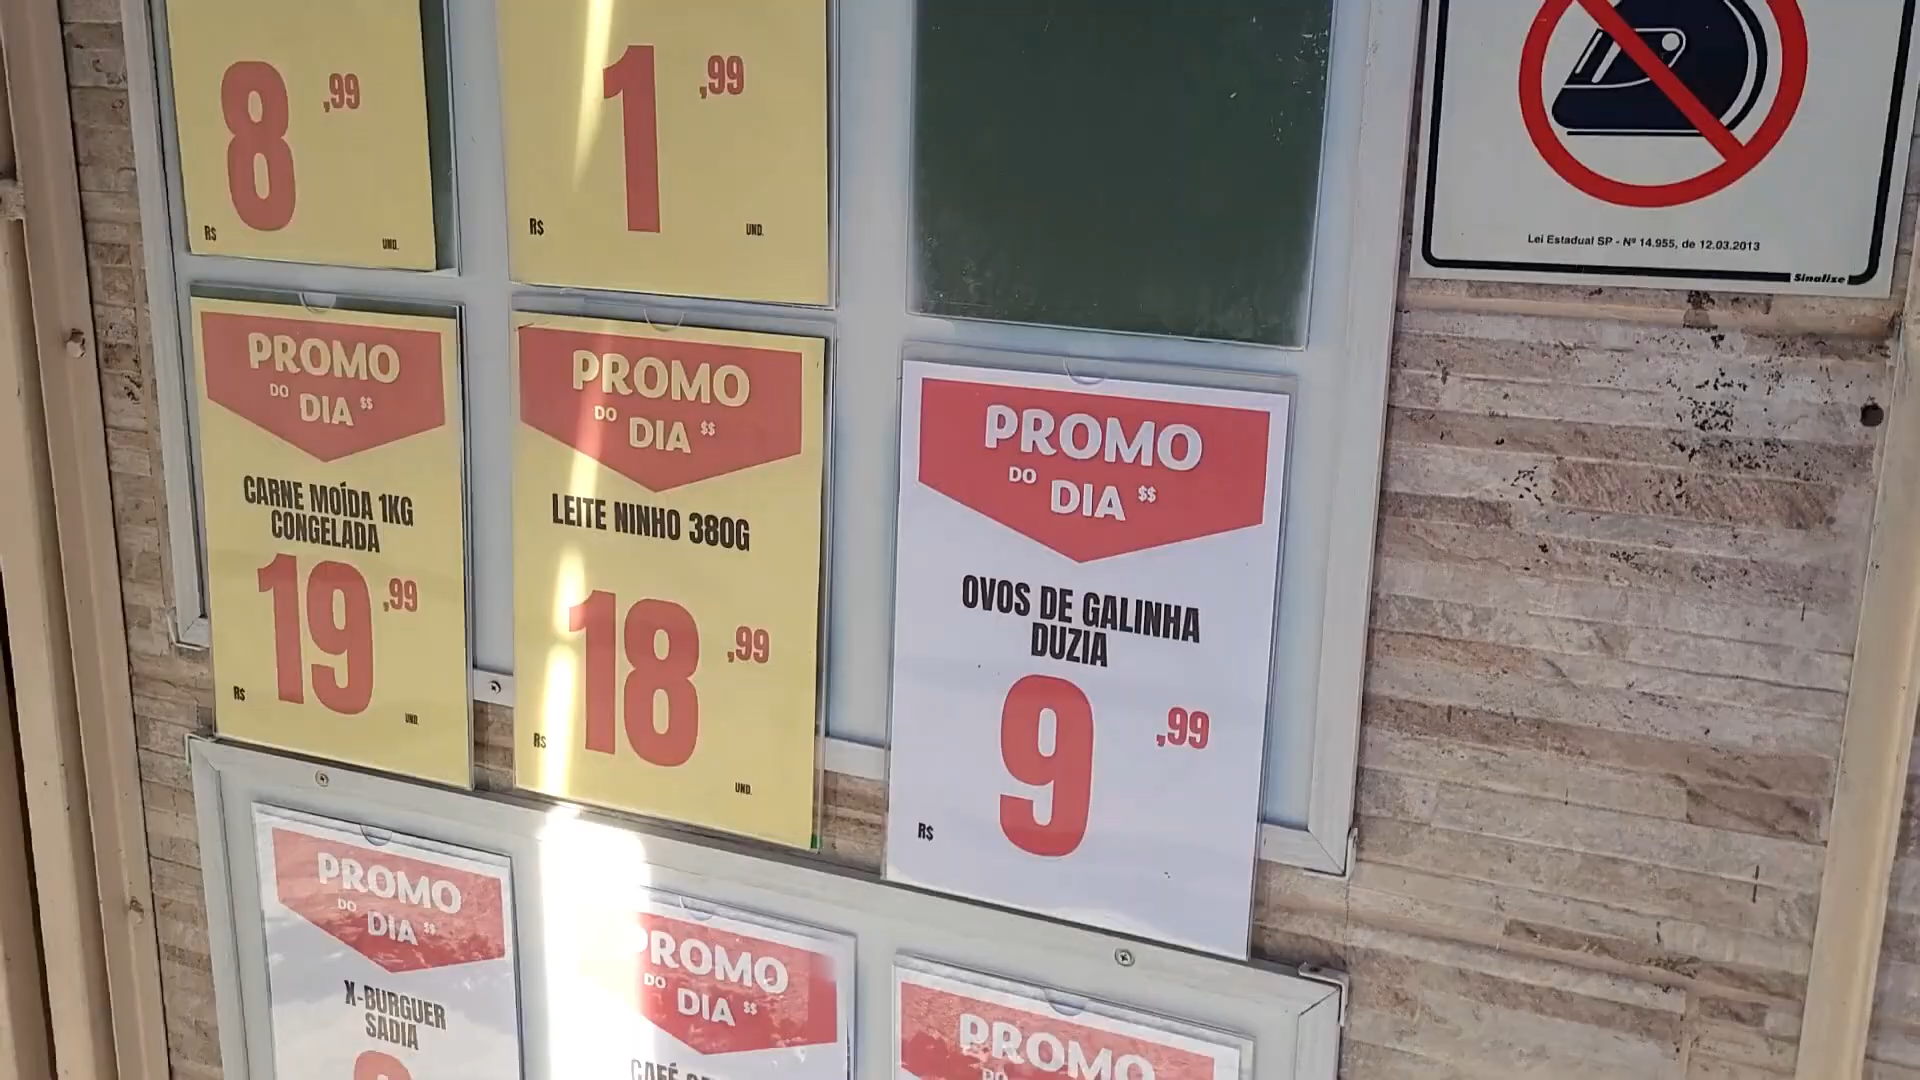 8 ,99
R$ UND.
1 ,99
R$ UND.
Lei Estadual SP - Nº 14.955, de 12.03.2013
Sinalize
PROMO
DO DIA $$
CARNE MOÍDA 1KG
CONGELADA
19 ,99
R$ UND.
PROMO
DO DIA $$
LEITE NINHO 380G
18 ,99
R$ UND.
PROMO
DO DIA $$
OVOS DE GALINHA
DUZIA
9 ,99
R$
PROMO
DO DIA $$
X-BURGUER
SADIA
PROMO
DO DIA $$
CAFÉ
PROMO
DO